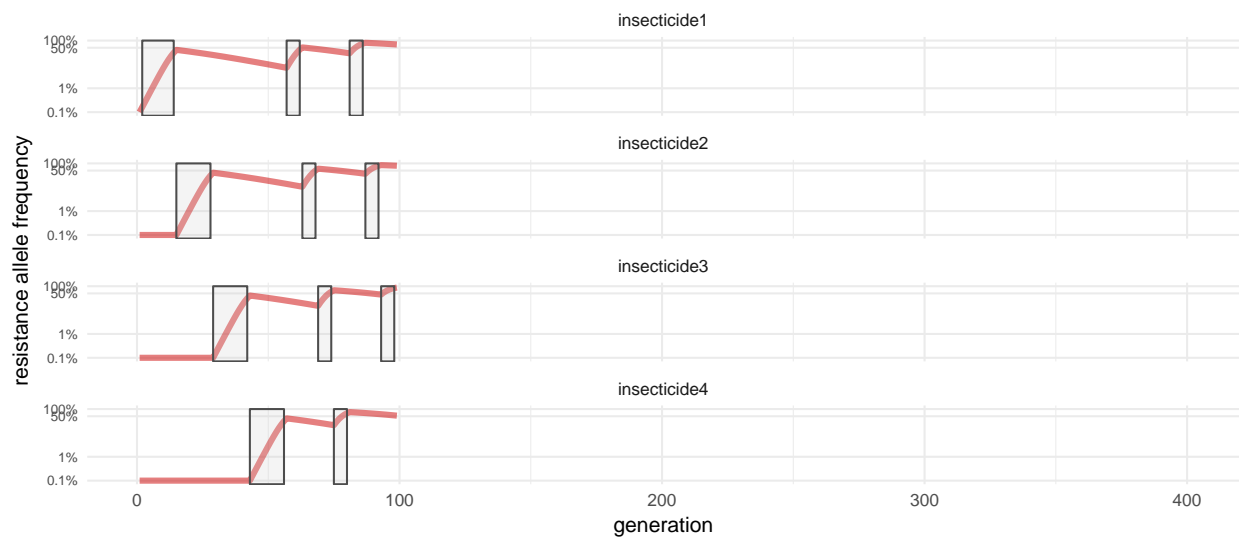 insecticide1
100%
50%
1%
0.1%
insecticide2
100%
50%
1%
0.1%
insecticide3
100%
50%
1%
0.1%
insecticide4
100%
50%
1%
0.1%
resistance allele frequency
0 100 200 300 400
generation